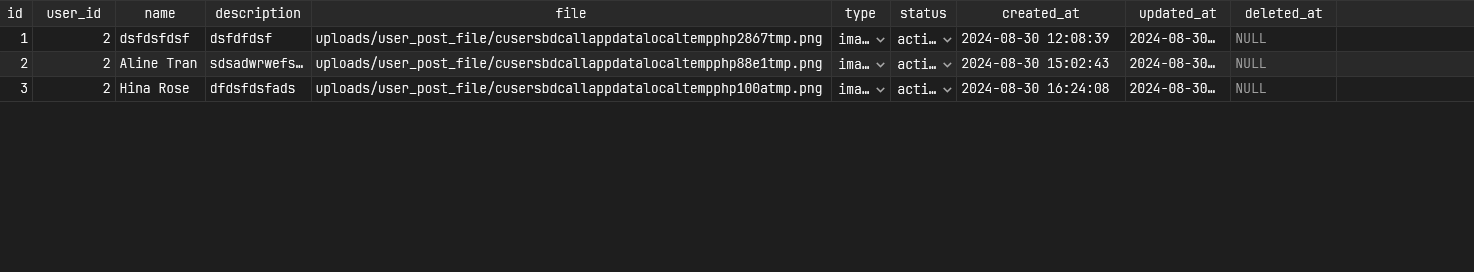 id user_id name description file type status created_at updated_at deleted_at
1 2 dsfdsfdsf dsfdfdsf uploads/user_post_file/cusersbdcallappdatalocaltempphp2867tmp.png ima… acti… 2024-08-30 12:08:39 2024-08-30… NULL
2 2 Aline Tran sdsadwrwefs… uploads/user_post_file/cusersbdcallappdatalocaltempphp88e1tmp.png ima… acti… 2024-08-30 15:02:43 2024-08-30… NULL
3 2 Hina Rose dfdsfdsfads uploads/user_post_file/cusersbdcallappdatalocaltempphp100atmp.png ima… acti… 2024-08-30 16:24:08 2024-08-30… NULL